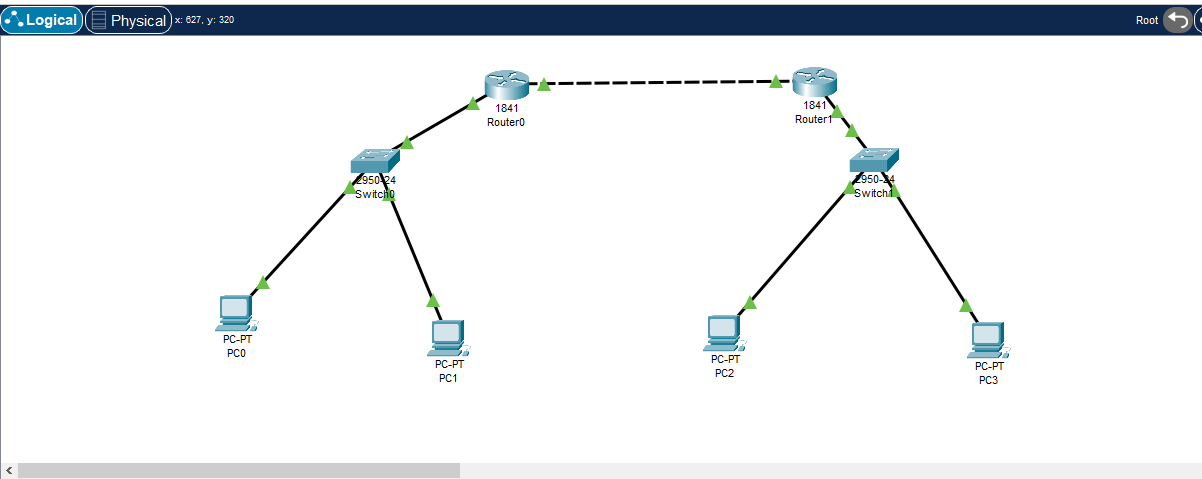 Logical Physical x: 627, y: 320 Root
1841
Router0
1841
Router1
2950-24
Switch0
2950-24
Switch1
PC-PT
PC0
PC-PT
PC1
PC-PT
PC2
PC-PT
PC3